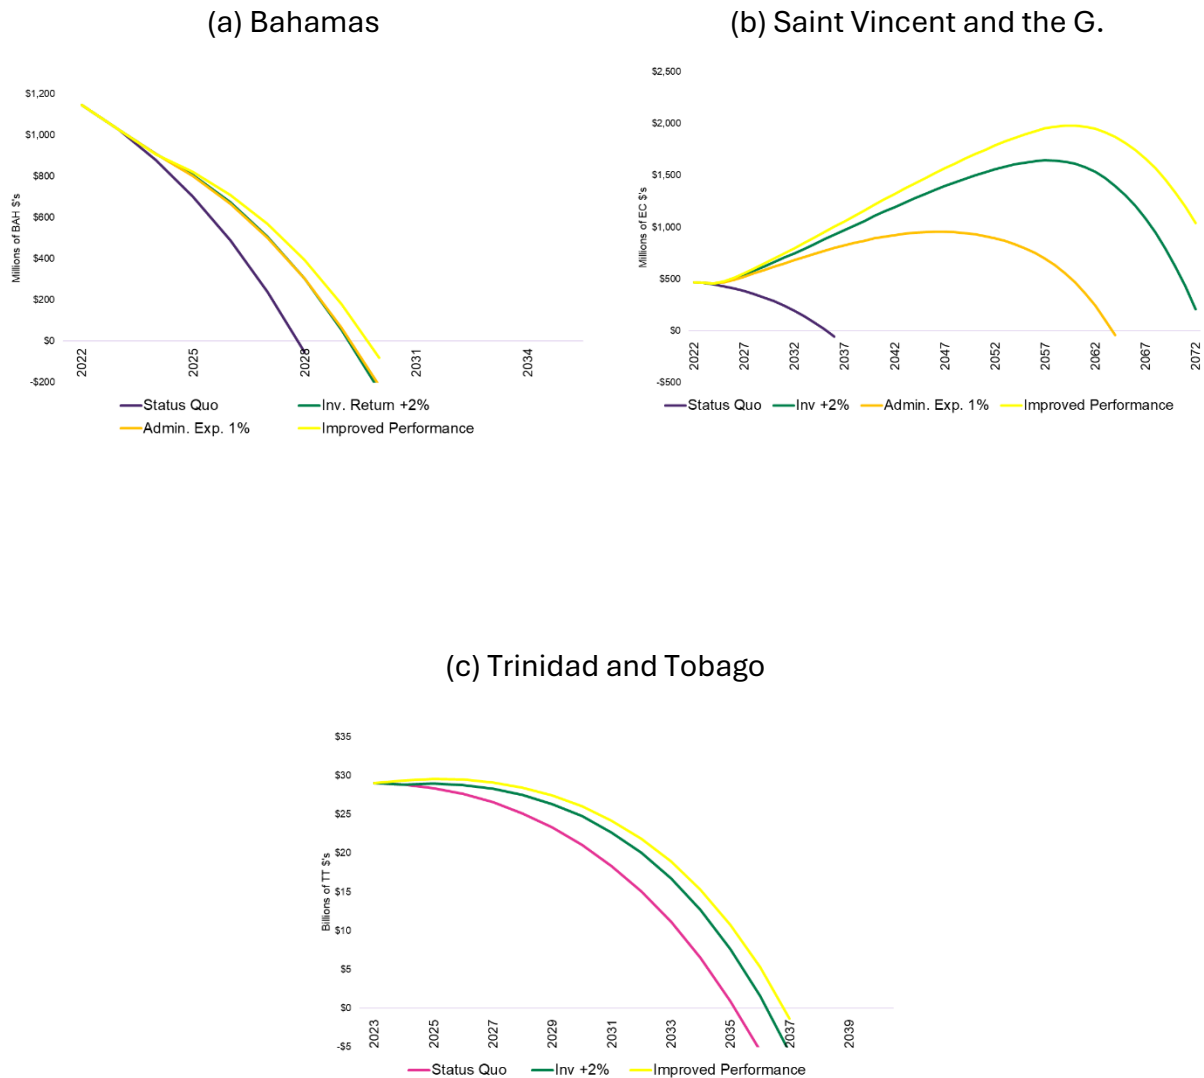 (a) Bahamas
(b) Saint Vincent and the G.
Millions of BAH $'s
$1,200
$1,000
$800
$600
$400
$200
$0
-$200
2022
2025
2028
2031
2034
Status Quo
Inv. Return +2%
Admin. Exp. 1%
Improved Performance
Millions of EC $'s
$2,500
$2,000
$1,500
$1,000
$500
$0
-$500
2022
2027
2032
2037
2042
2047
2052
2057
2062
2067
2072
Status Quo
Inv +2%
Admin. Exp. 1%
Improved Performance
(c) Trinidad and Tobago
Billions of TT $'s
$35
$30
$25
$20
$15
$10
$5
$0
-$5
2023
2025
2027
2029
2031
2033
2035
2037
2039
Status Quo
Inv +2%
Improved Performance